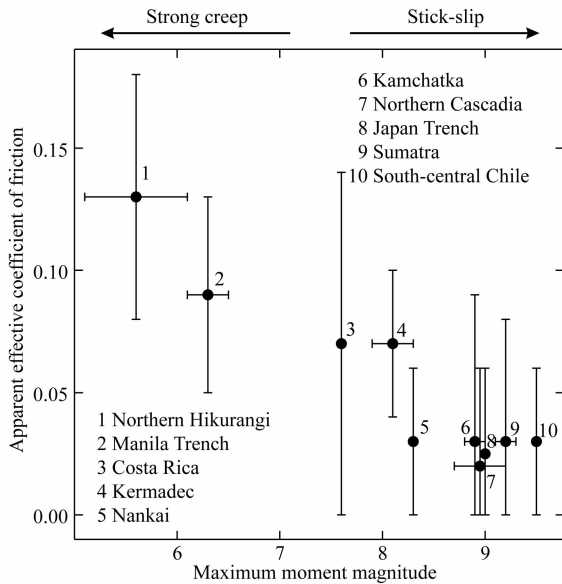 Strong creep
Stick-slip
6 Kamchatka
7 Northern Cascadia
8 Japan Trench
9 Sumatra
10 South-central Chile
Apparent effective coefficient of friction
0.15
0.10
0.05
0.00
1
2
3
4
5
6
8
9
10
7
1 Northern Hikurangi
2 Manila Trench
3 Costa Rica
4 Kermadec
5 Nankai
6
7
8
9
Maximum moment magnitude